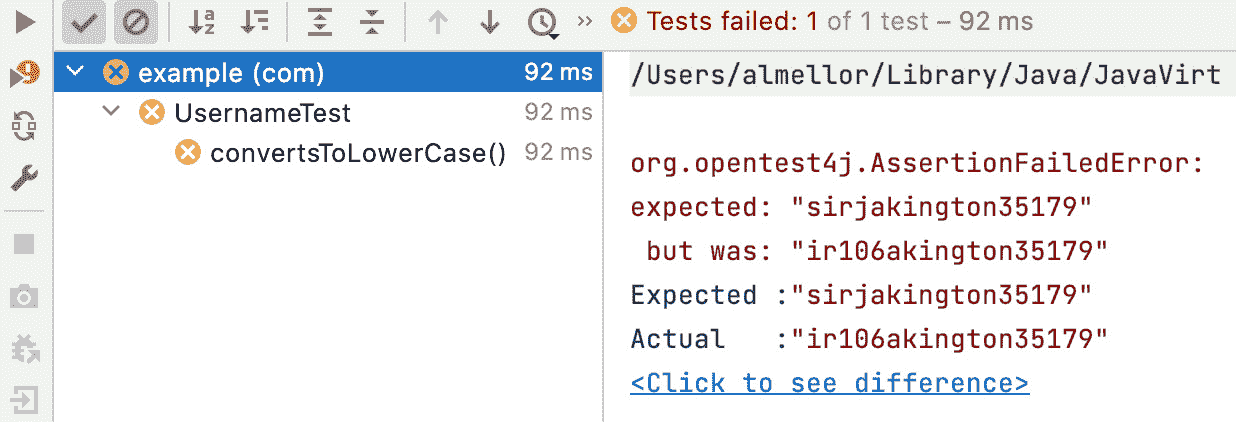 Tests failed: 1 of 1 test – 92 ms
example (com) 92 ms
UsernameTest 92 ms
convertsToLowerCase() 92 ms
/Users/almellor/Library/Java/JavaVirt
org.opentest4j.AssertionFailedError:
expected: "sirjakington35179"
but was: "ir106akington35179"
Expected :"sirjakington35179"
Actual :"ir106akington35179"
<Click to see difference>